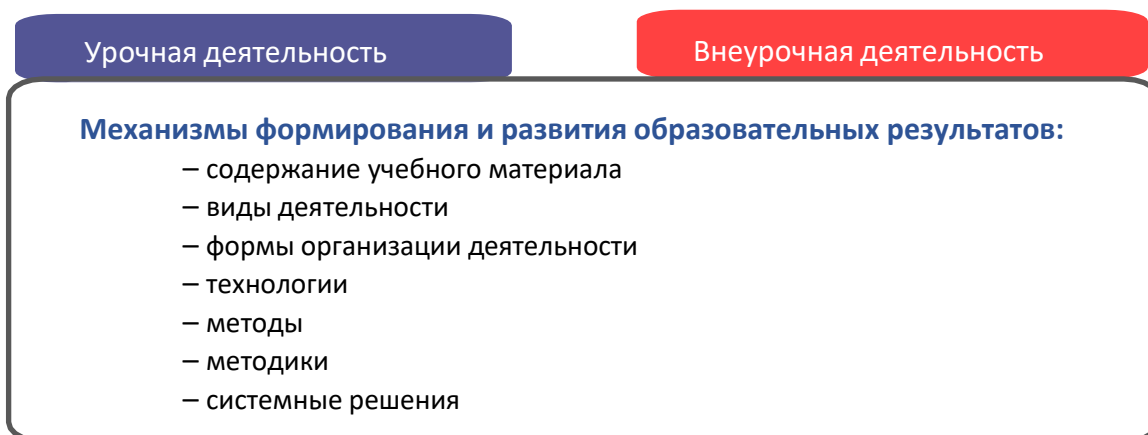 Урочная деятельность
Внеурочная деятельность
Механизмы формирования и развития образовательных результатов:
– содержание учебного материала
– виды деятельности
– формы организации деятельности
– технологии
– методы
– методики
– системные решения